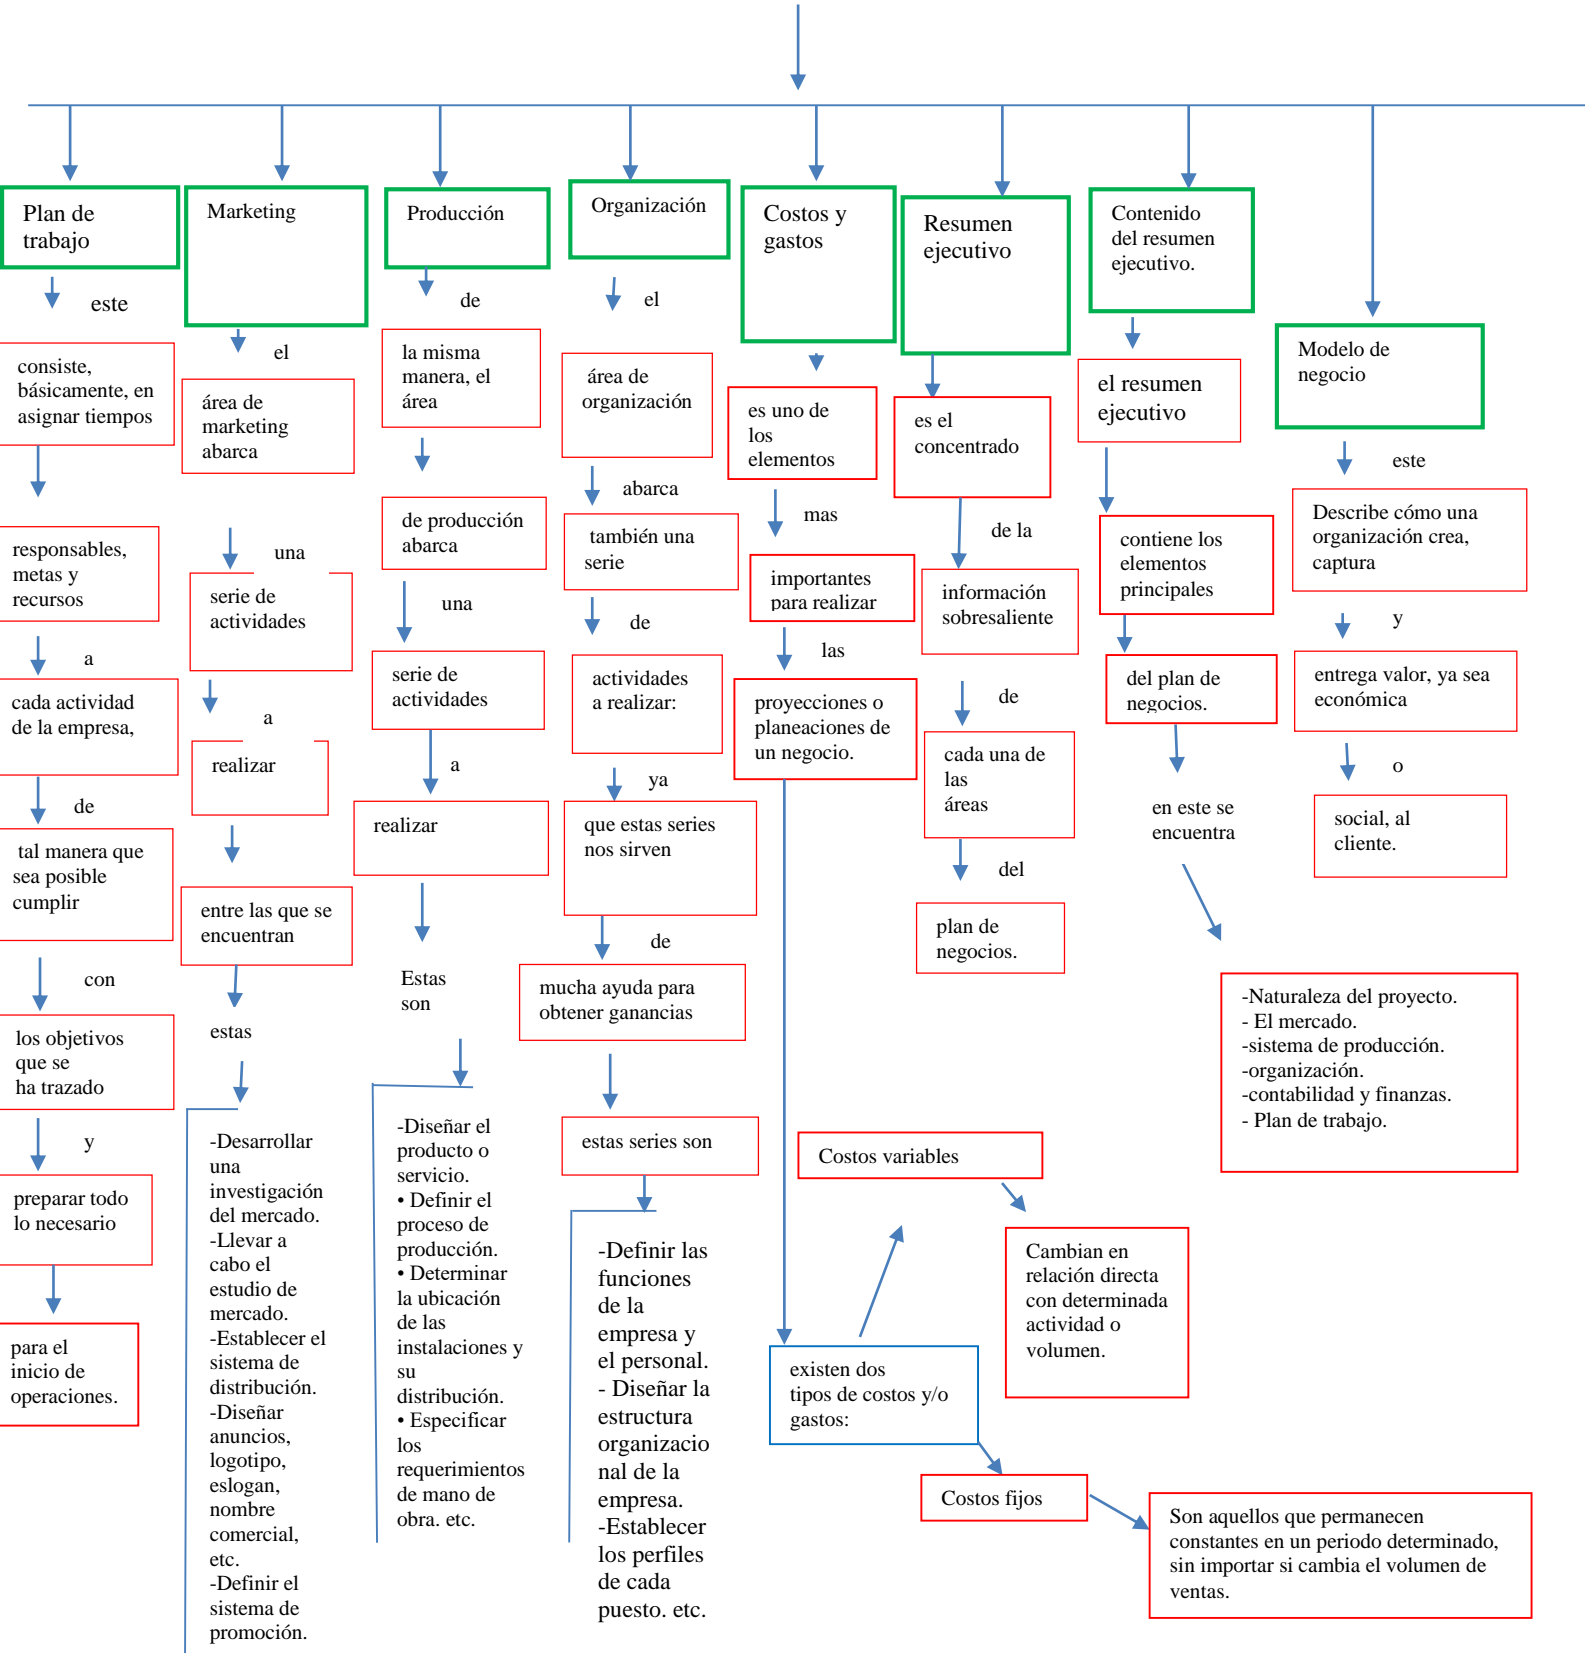 Plan de
trabajo
este
consiste,
básicamente, en
asignar tiempos
responsables,
metas y
recursos
a
cada actividad
de la empresa,
de
tal manera que
sea posible
cumplir
con
los objetivos
que se
ha trazado
y
preparar todo
lo necesario
para el
inicio de
operaciones.
Marketing
el
área de
marketing
abarca
una
serie de
actividades
a
realizar
entre las que se
encuentran
estas
-Desarrollar
una
investigación
del mercado.
-Llevar a
cabo el
estudio de
mercado.
-Establecer el
sistema de
distribución.
-Diseñar
anuncios,
logotipo,
eslogan,
nombre
comercial,
etc.
-Definir el
sistema de
promoción.
Producción
de
la misma
manera, el
área
de producción
abarca
una
serie de
actividades
a
realizar
Estas
son
-Diseñar el
producto o
servicio.
• Definir el
proceso de
producción.
• Determinar
la ubicación
de las
instalaciones y
su
distribución.
• Especificar
los
requerimientos
de mano de
obra. etc.
Organización
el
área de
organización
abarca
también una
serie
de
actividades
a realizar:
ya
que estas series
nos sirven
de
mucha ayuda para
obtener ganancias
estas series son
-Definir las
funciones
de la
empresa y
el personal.
- Diseñar la
estructura
organizacio
nal de la
empresa.
-Establecer
los perfiles
de cada
puesto. etc.
Costos y
gastos
es uno de
los
elementos
mas
importantes
para realizar
las
proyecciones o
planeaciones de
un negocio.
existen dos
tipos de costos y/o
gastos:
Costos variables
Cambian en
relación directa
con determinada
actividad o
volumen.
Costos fijos
Son aquellos que permanecen
constantes en un periodo determinado,
sin importar si cambia el volumen de
ventas.
Resumen
ejecutivo
es el
concentrado
de la
información
sobresaliente
de
cada una de
las
áreas
del
plan de
negocios.
Contenido
del resumen
ejecutivo.
el resumen
ejecutivo
contiene los
elementos
principales
del plan de
negocios.
en este se
encuentra
-Naturaleza del proyecto.
- El mercado.
-sistema de producción.
-organización.
-contabilidad y finanzas.
- Plan de trabajo.
Modelo de
negocio
este
Describe cómo una
organización crea,
captura
y
entrega valor, ya sea
económica
o
social, al
cliente.